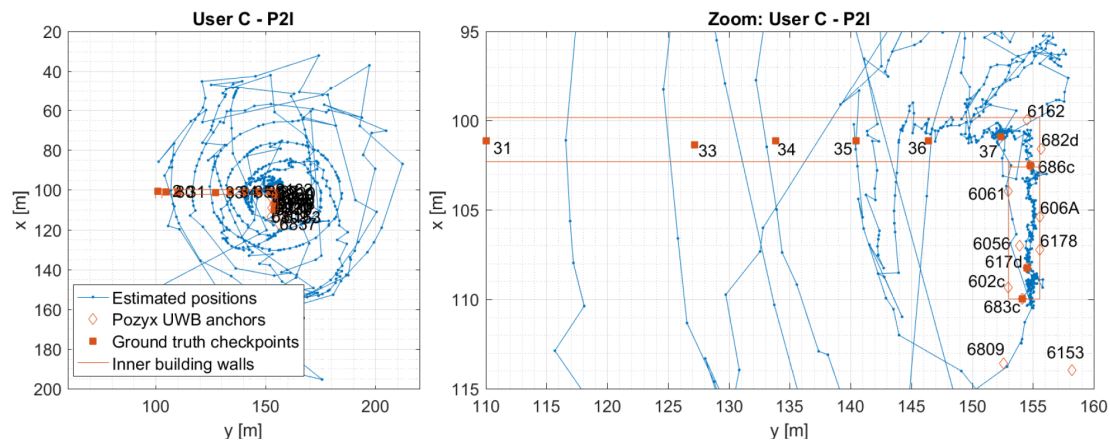 User C - P2I
20
40
60
80
100
120
140
160
180
200
x [m]
100
150
200
y [m]
31
Estimated positions
Pozyx UWB anchors
Ground truth checkpoints
Inner building walls
Zoom: User C - P2I
95
100
105
110
115
x [m]
110
115
120
125
130
135
140
145
150
155
160
y [m]
31
33
34
35
36
37
6162
682d
686c
6061
606A
6056
6178
617d
602c
683c
6809
6153